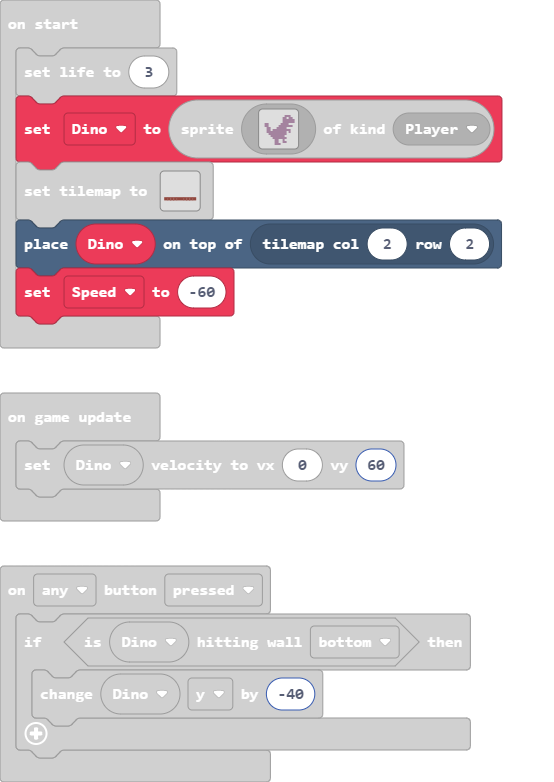 on start
set life to 3
set Dino to sprite of kind Player
set tilemap to
place Dino on top of tilemap col 2 row 2
set Speed to -60
on game update
set Dino velocity to vx 0 vy 60
on any button pressed
if is Dino hitting wall bottom then
change Dino y by -40